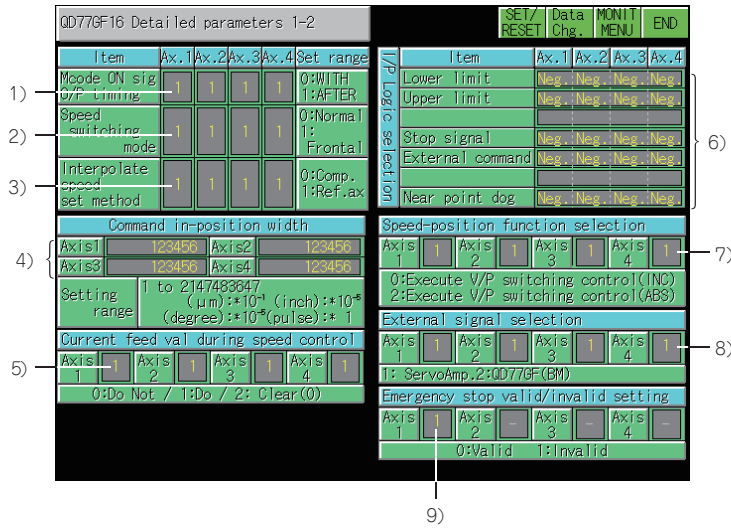 QD77GF16 Detailed parameters 1-2
SET/ RESET
Data Chg.
MONIT MENU
END
Item Ax.1 Ax.2 Ax.3 Ax.4 Set range
Mcode ON sig O/P timing 1 1 1 1 0:WITH 1:AFTER
Speed switching mode 1 1 1 1 0:Normal 1: Frontal
Interpolate speed set method 1 1 1 1 0:Comp. 1:Ref.ax
1)
2)
3)
I/P Logic selection
Item Ax.1 Ax.2 Ax.3 Ax.4
Lower limit Neg. Neg. Neg. Neg.
Upper limit Neg. Neg. Neg. Neg.
Stop signal Neg. Neg. Neg. Neg.
External command Neg. Neg. Neg. Neg.
Near point dog Neg. Neg. Neg. Neg.
6)
Command in-position width
Axis1 123456 Axis2 123456
Axis3 123456 Axis4 123456
4)
Setting range
1 to 2147483647
(μm):*10⁻¹ (inch):*10⁻⁵
(degree):*10⁻⁵(pulse):* 1
Current feed val during speed control
Axis 1 1 Axis 2 1 Axis 3 1 Axis 4 1
5)
0:Do Not / 1:Do / 2: Clear(0)
Speed-position function selection
Axis 1 1 Axis 2 1 Axis 3 1 Axis 4 1
7)
0:Execute V/P switching control(INC)
2:Execute V/P switching control(ABS)
External signal selection
Axis 1 1 Axis 2 1 Axis 3 1 Axis 4 1
8)
1: ServoAmp.2:QD77GF(BM)
Emergency stop valid/invalid setting
Axis 1 1 Axis 2 – Axis 3 – Axis 4 –
0:Valid 1:Invalid
9)